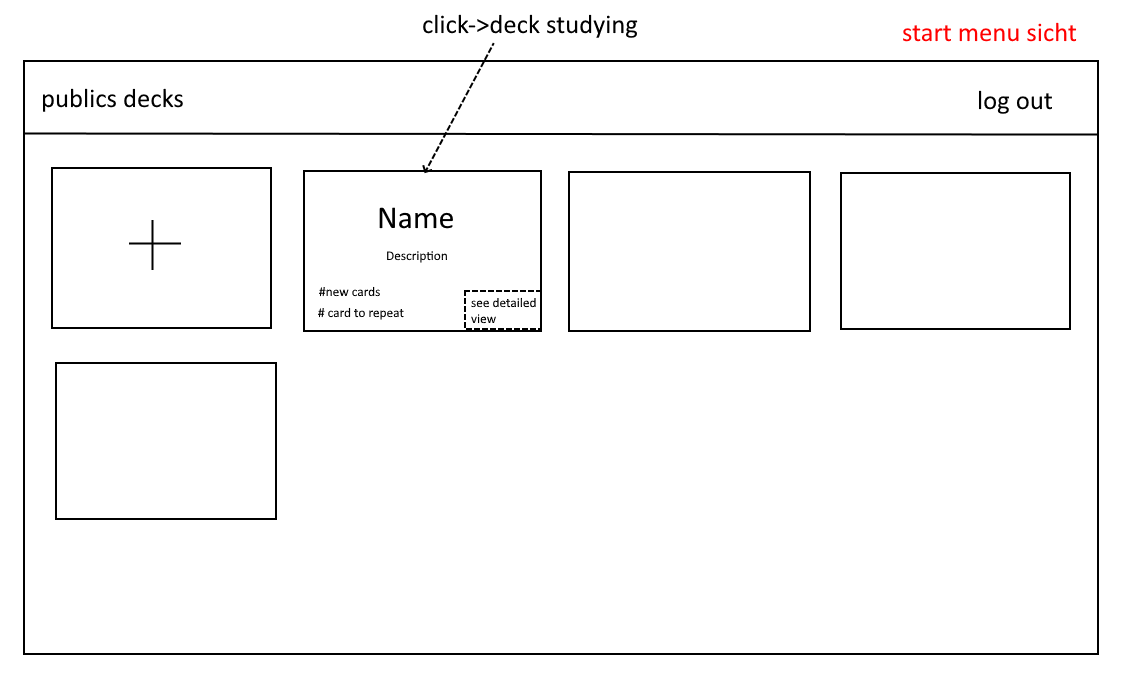 click->deck studying
start menu sicht
publics decks
log out
Name
Description
#new cards
# card to repeat
see detailed
view